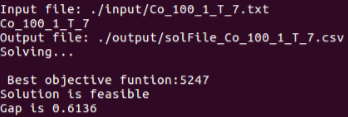 Input file: ./input/Co_100_1_T_7.txt
Co_100_1_T_7
Output file: ./output/solFile_Co_100_1_T_7.csv
Solving...
Best objective funtion:5247
Solution is feasible
Gap is 0.6136